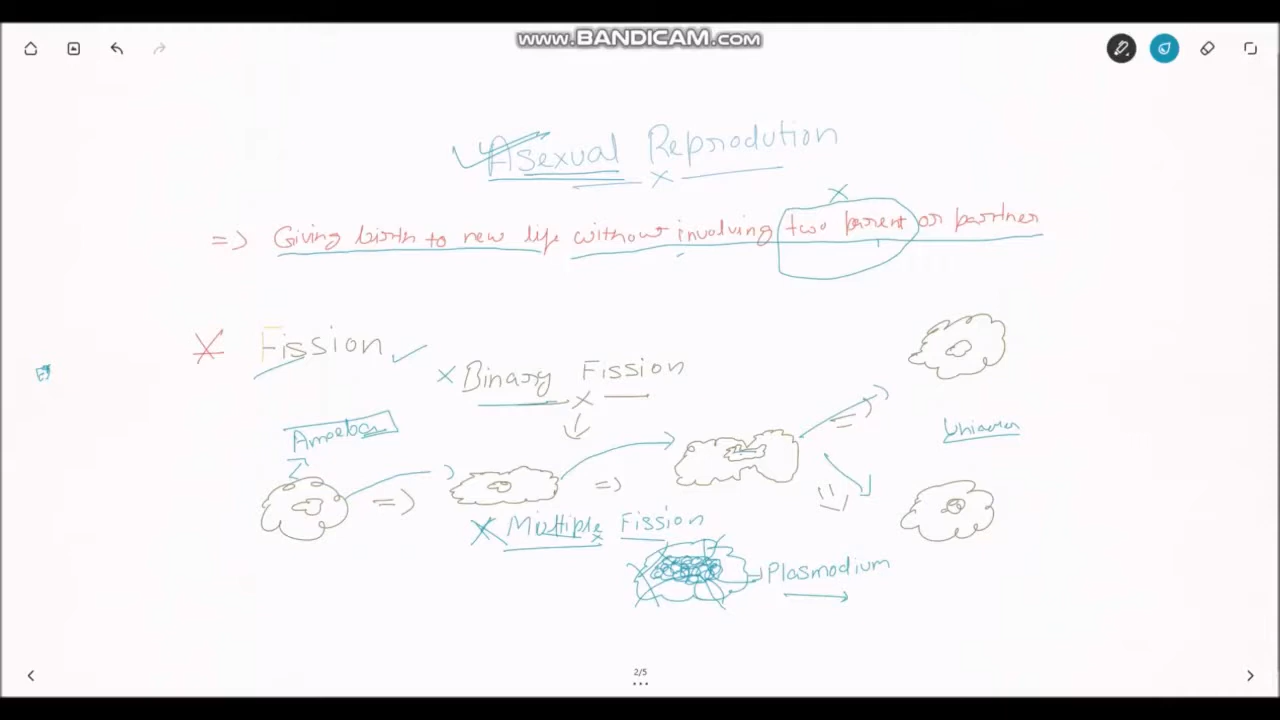 www.BANDICAM.com
Asexual Reprodution
=> Giving birth to new life without involving two parent or partner
Fission
Binary Fission
Amoeba
Multiple Fission
Plasmodium
2/5